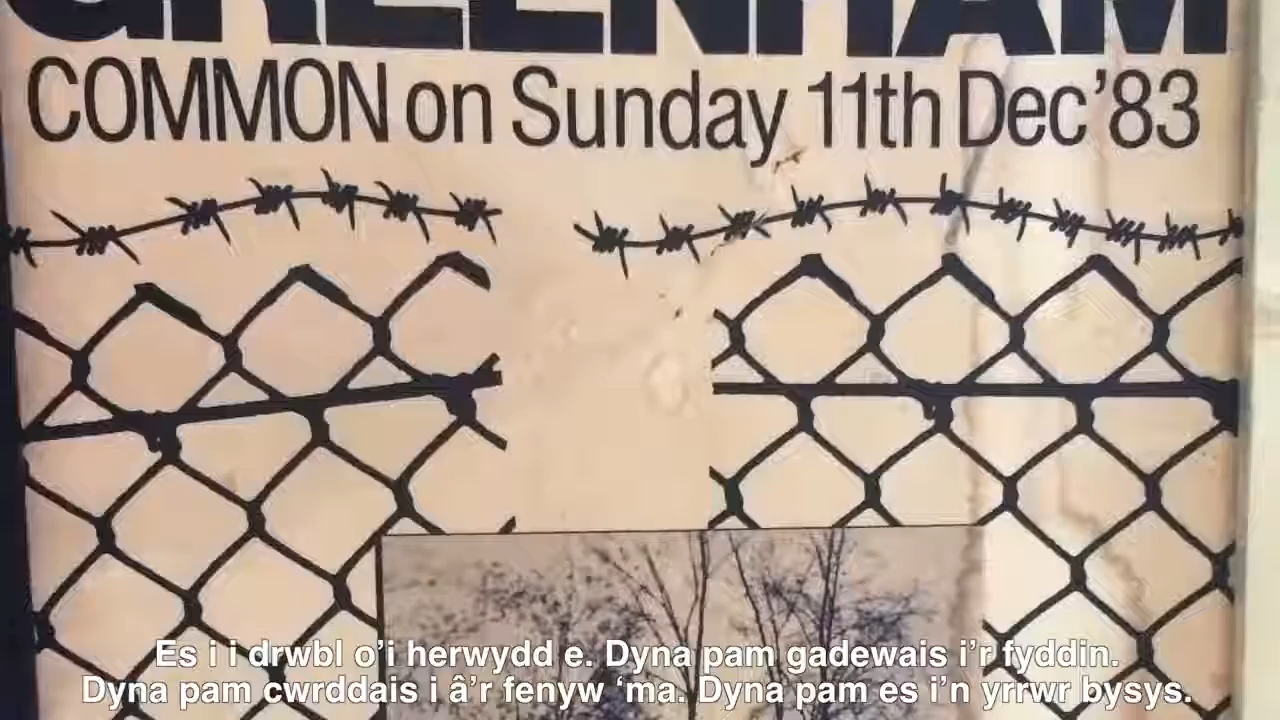 GREENHAM
COMMON on Sunday 11th Dec’83
Es i i drwbl o’i herwydd e. Dyna pam gadewais i’r fyddin.
Dyna pam cwrddais i â’r fenyw ‘ma. Dyna pam es i’n yrrwr bysys.